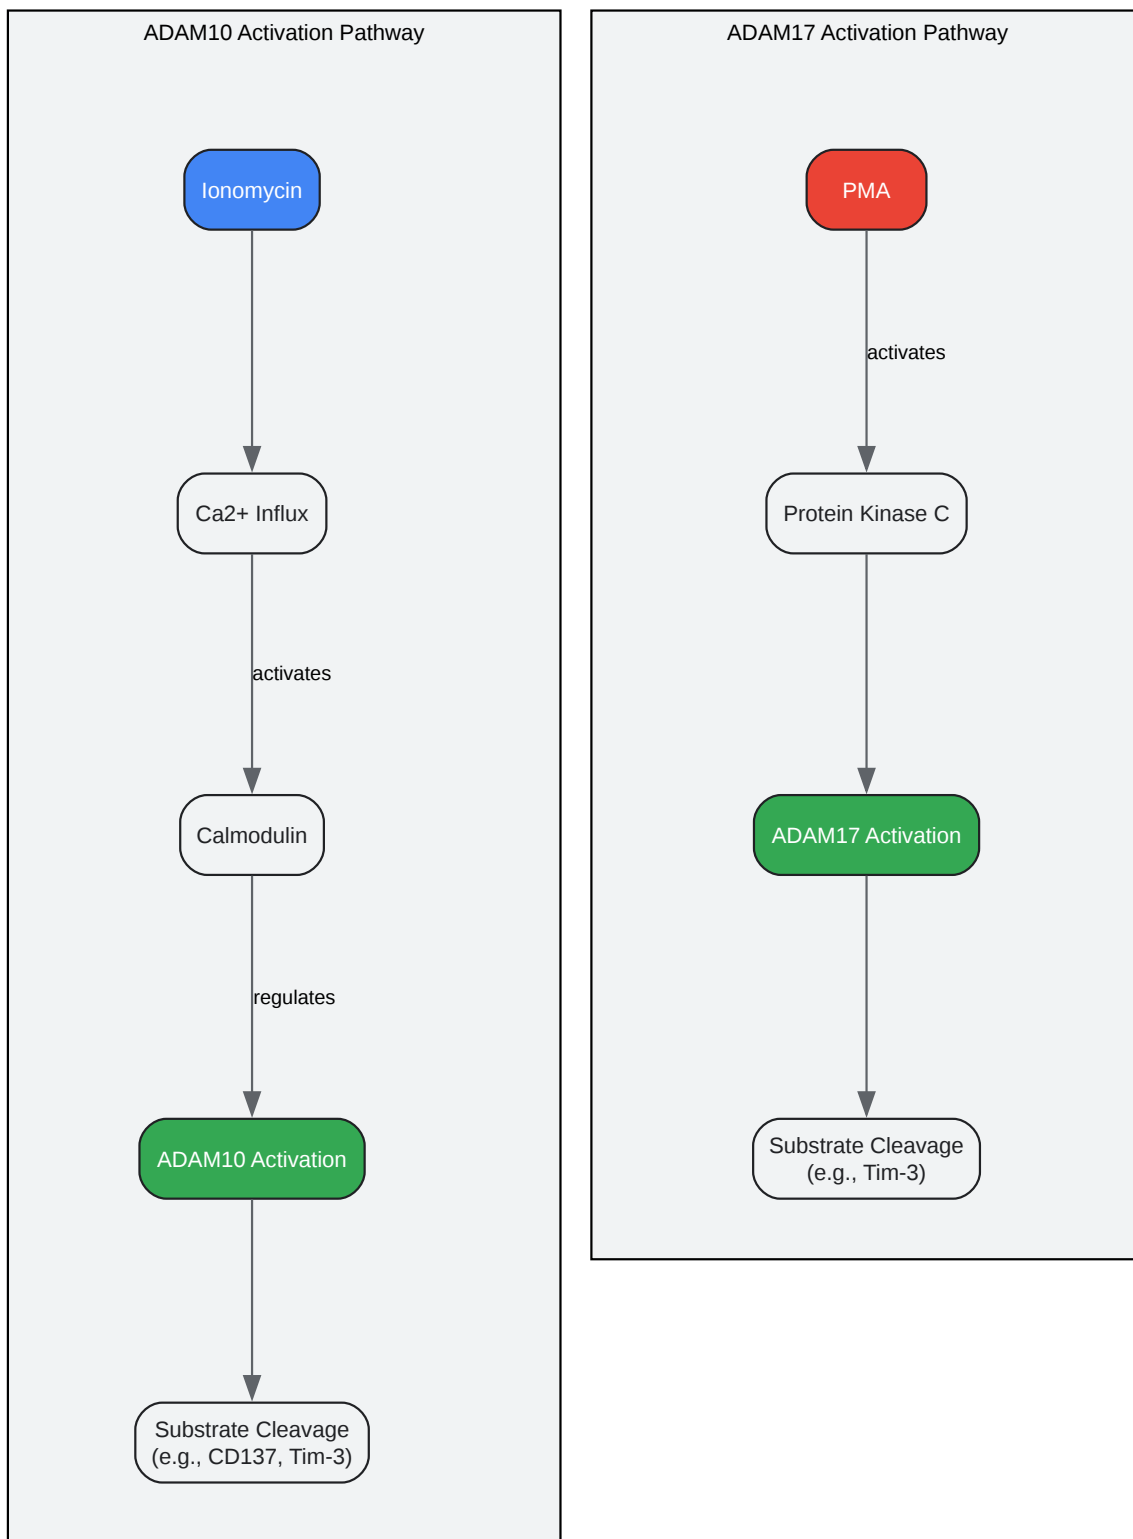 ADAM10 Activation Pathway
Ionomycin
Ca2+ Influx
activates
Calmodulin
regulates
ADAM10 Activation
Substrate Cleavage
(e.g., CD137, Tim-3)
ADAM17 Activation Pathway
PMA
activates
Protein Kinase C
ADAM17 Activation
Substrate Cleavage
(e.g., Tim-3)